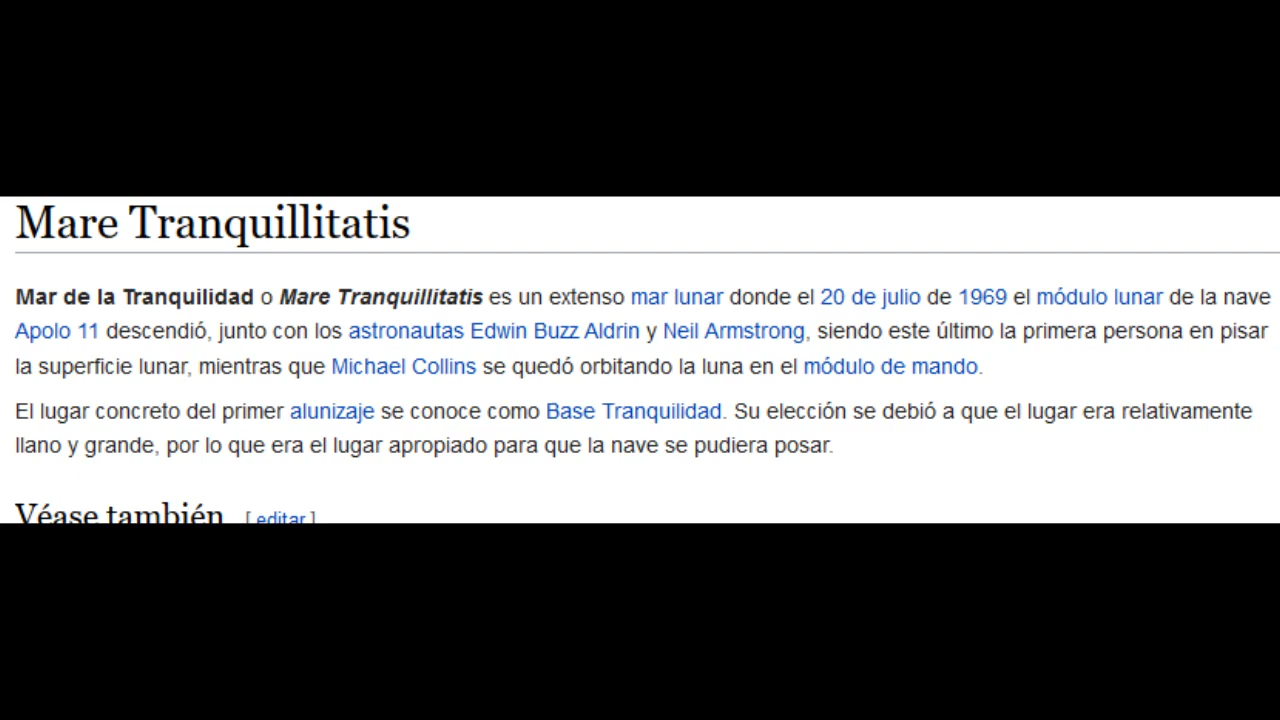 Mare Tranquillitatis
Mar de la Tranquilidad o Mare Tranquillitatis es un extenso mar lunar donde el 20 de julio de 1969 el módulo lunar de la nave
Apolo 11 descendió, junto con los astronautas Edwin Buzz Aldrin y Neil Armstrong, siendo este último la primera persona en pisar
la superficie lunar, mientras que Michael Collins se quedó orbitando la luna en el módulo de mando.
El lugar concreto del primer alunizaje se conoce como Base Tranquilidad. Su elección se debió a que el lugar era relativamente
llano y grande, por lo que era el lugar apropiado para que la nave se pudiera posar.
Véase también [ editar ]